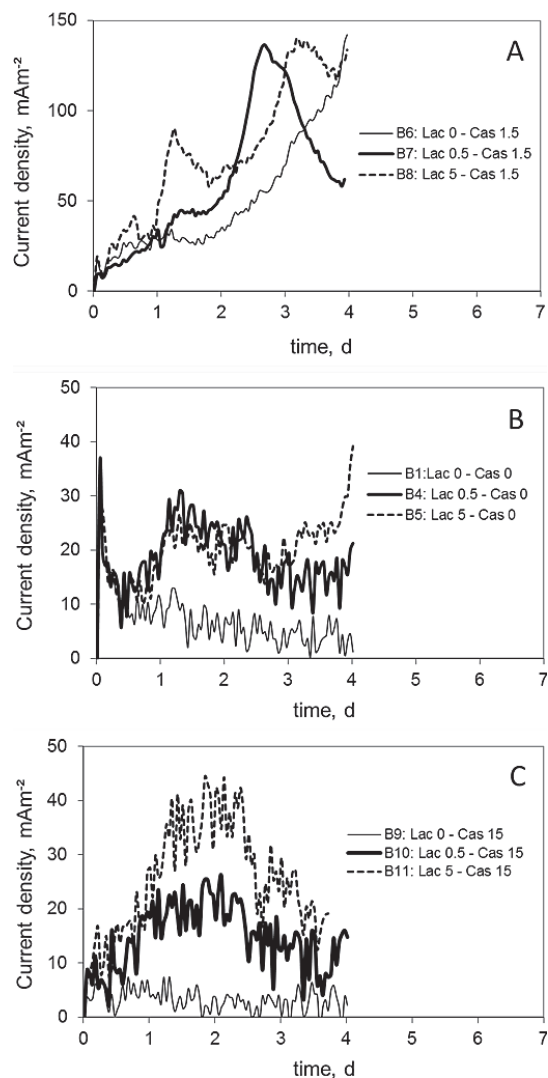 A
Current density, mAm⁻²
150
100
50
0
B6: Lac 0 - Cas 1.5
B7: Lac 0.5 - Cas 1.5
B8: Lac 5 - Cas 1.5
0 1 2 3 4 5 6 7
time, d
B
Current density, mAm⁻²
50
40
30
20
10
0
B1:Lac 0 - Cas 0
B4: Lac 0.5 - Cas 0
B5: Lac 5 - Cas 0
0 1 2 3 4 5 6 7
time, d
C
Current density, mAm⁻²
50
40
30
20
10
0
B9: Lac 0 - Cas 15
B10: Lac 0.5 - Cas 15
B11: Lac 5 - Cas 15
0 1 2 3 4 5 6 7
time, d